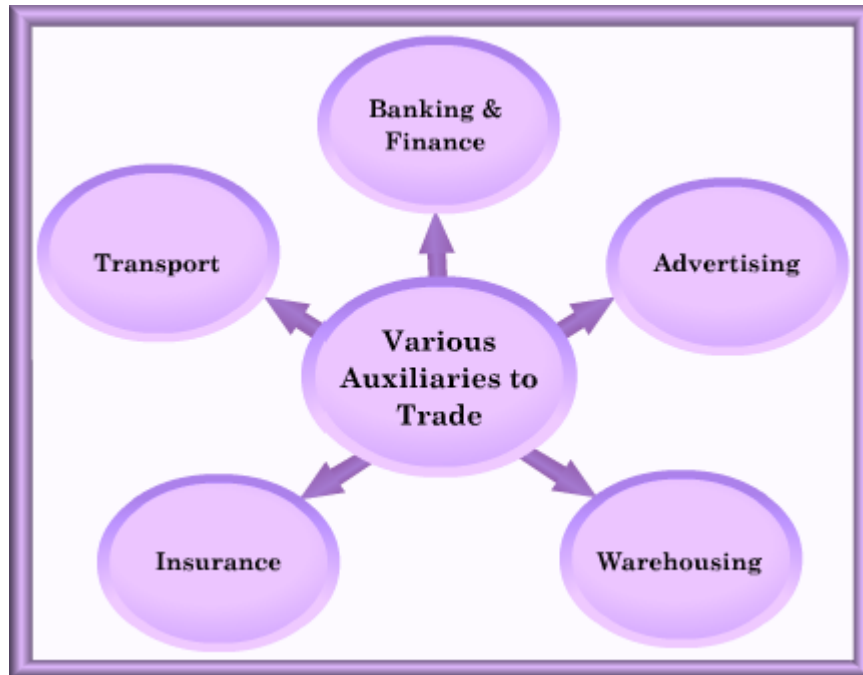 Banking &
Finance
Transport
Advertising
Various
Auxiliaries to
Trade
Insurance
Warehousing